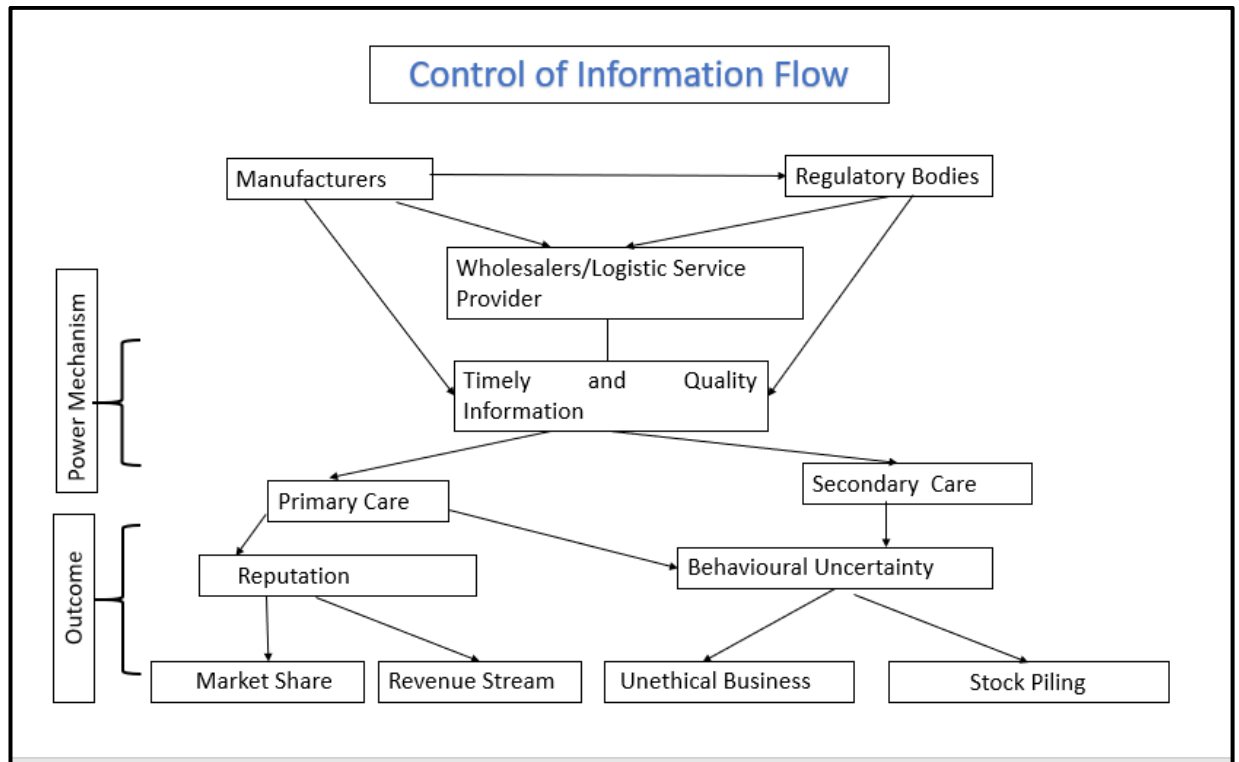 Control of Information Flow
Manufacturers
Regulatory Bodies
Wholesalers/Logistic Service
Provider
Power Mechanism
Timely and Quality
Information
Primary Care
Secondary Care
Outcome
Reputation
Behavioural Uncertainty
Market Share
Revenue Stream
Unethical Business
Stock Piling